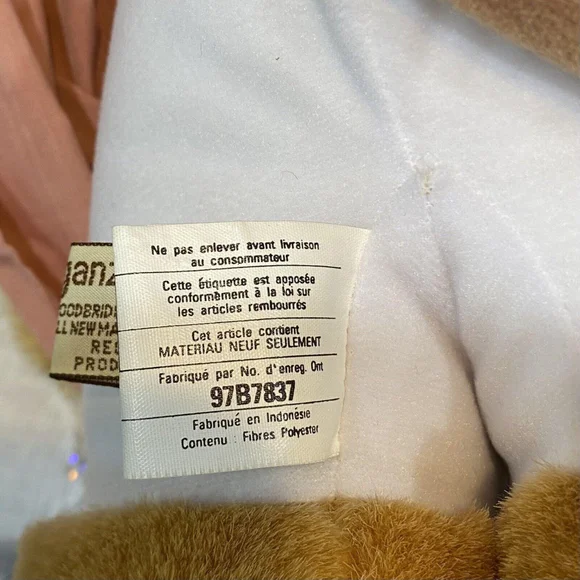 ganz
Ne pas enlever avant livraison
au consommateur
Cette étiquette est apposée
conformément à la loi sur
les articles rembourrés
Cet article contient
MATERIAU NEUF SEULEMENT
Fabriqué par No. d'enreg. Ont
97B7837
Fabriqué en Indonésie
Contenu : Fibres Polyester